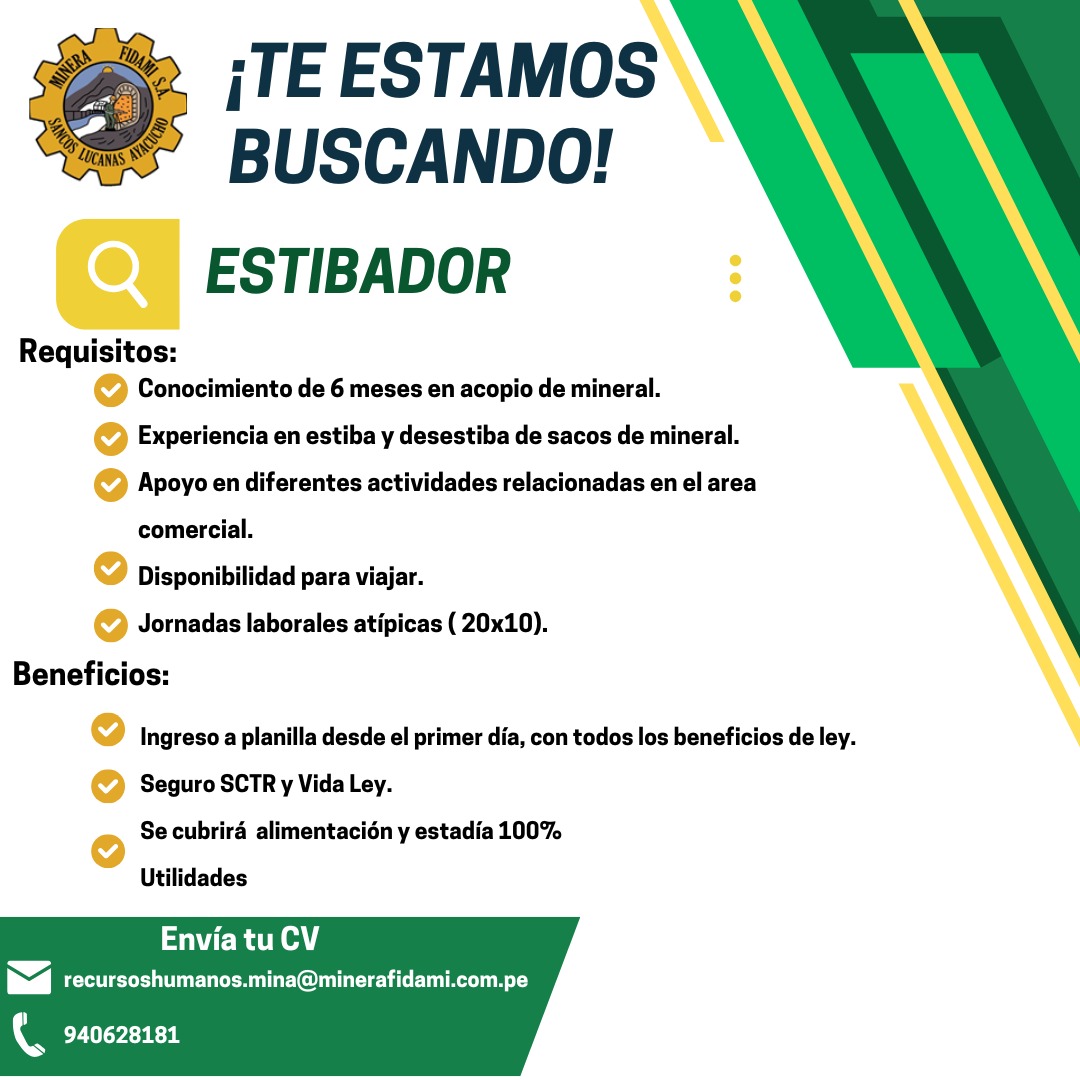 MINERA FIDAMI S.A.
SANCOS LUCANAS AYACUCHO
¡TE ESTAMOS
BUSCANDO!
ESTIBADOR
Requisitos:
Conocimiento de 6 meses en acopio de mineral.
Experiencia en estiba y desestiba de sacos de mineral.
Apoyo en diferentes actividades relacionadas en el area
comercial.
Disponibilidad para viajar.
Jornadas laborales atípicas ( 20x10).
Beneficios:
Ingreso a planilla desde el primer día, con todos los beneficios de ley.
Seguro SCTR y Vida Ley.
Se cubrirá  alimentación y estadía 100%
Utilidades
Envía tu CV
recursoshumanos.mina@minerafidami.com.pe
940628181